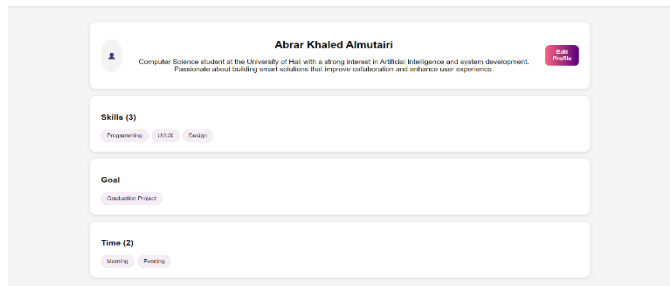 Abrar Khaled Almutairi
Computer Science student at the University of Hail with a strong interest in Artificial Intelligence and system development.
Passionate about building smart solutions that improve collaboration and enhance user experience.
Edit
Profile
Skills (3)
Programming UI/UX Design
Goal
Graduation Project
Time (2)
Morning Evening